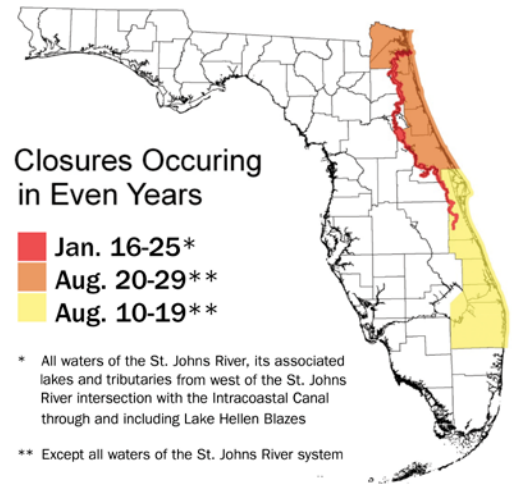 Closures Occuring
in Even Years
Jan. 16-25*
Aug. 20-29**
Aug. 10-19**
* All waters of the St. Johns River, its associated
lakes and tributaries from west of the St. Johns
River intersection with the Intracoastal Canal
through and including Lake Hellen Blazes
** Except all waters of the St. Johns River system